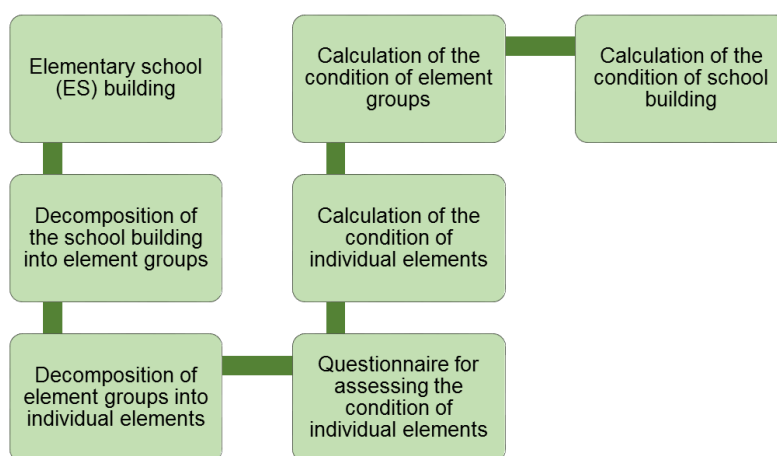 Elementary school
(ES) building
Decomposition of
the school building
into element groups
Decomposition of
element groups into
individual elements
Questionnaire for
assessing the
condition of
individual elements
Calculation of the
condition of
individual elements
Calculation of the
condition of element
groups
Calculation of the
condition of school
building